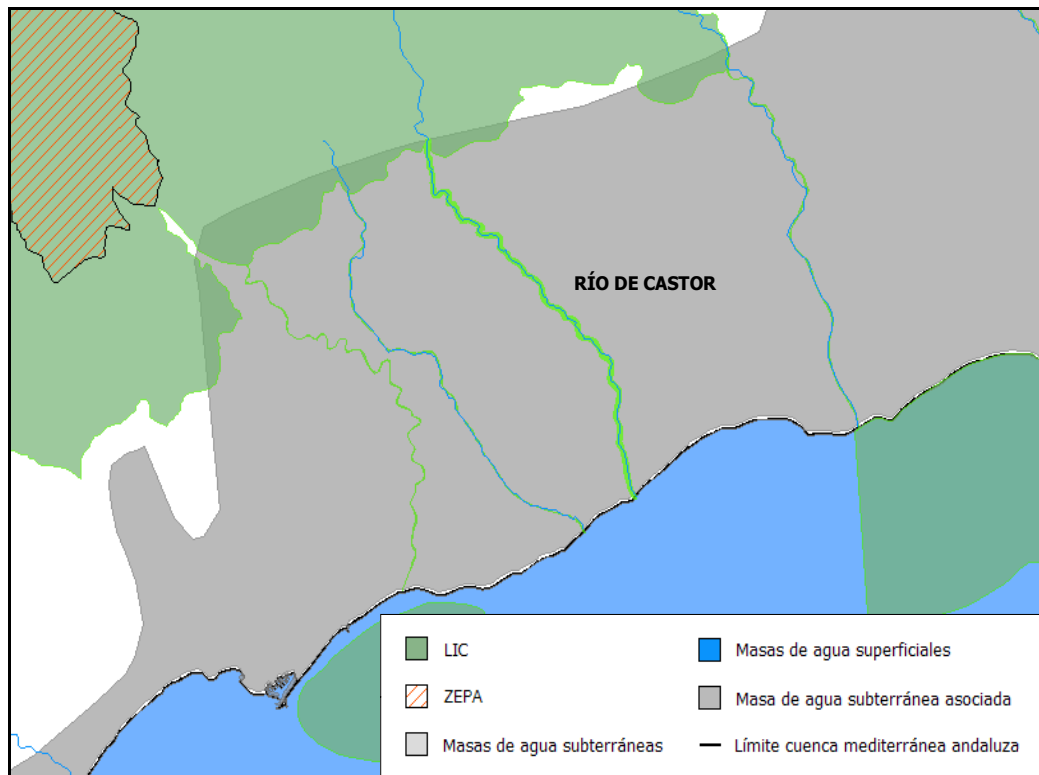 RÍO DE CASTOR
LIC
ZEPA
Masas de agua subterráneas
Masas de agua superficiales
Masa de agua subterránea asociada
Límite cuenca mediterránea andaluza